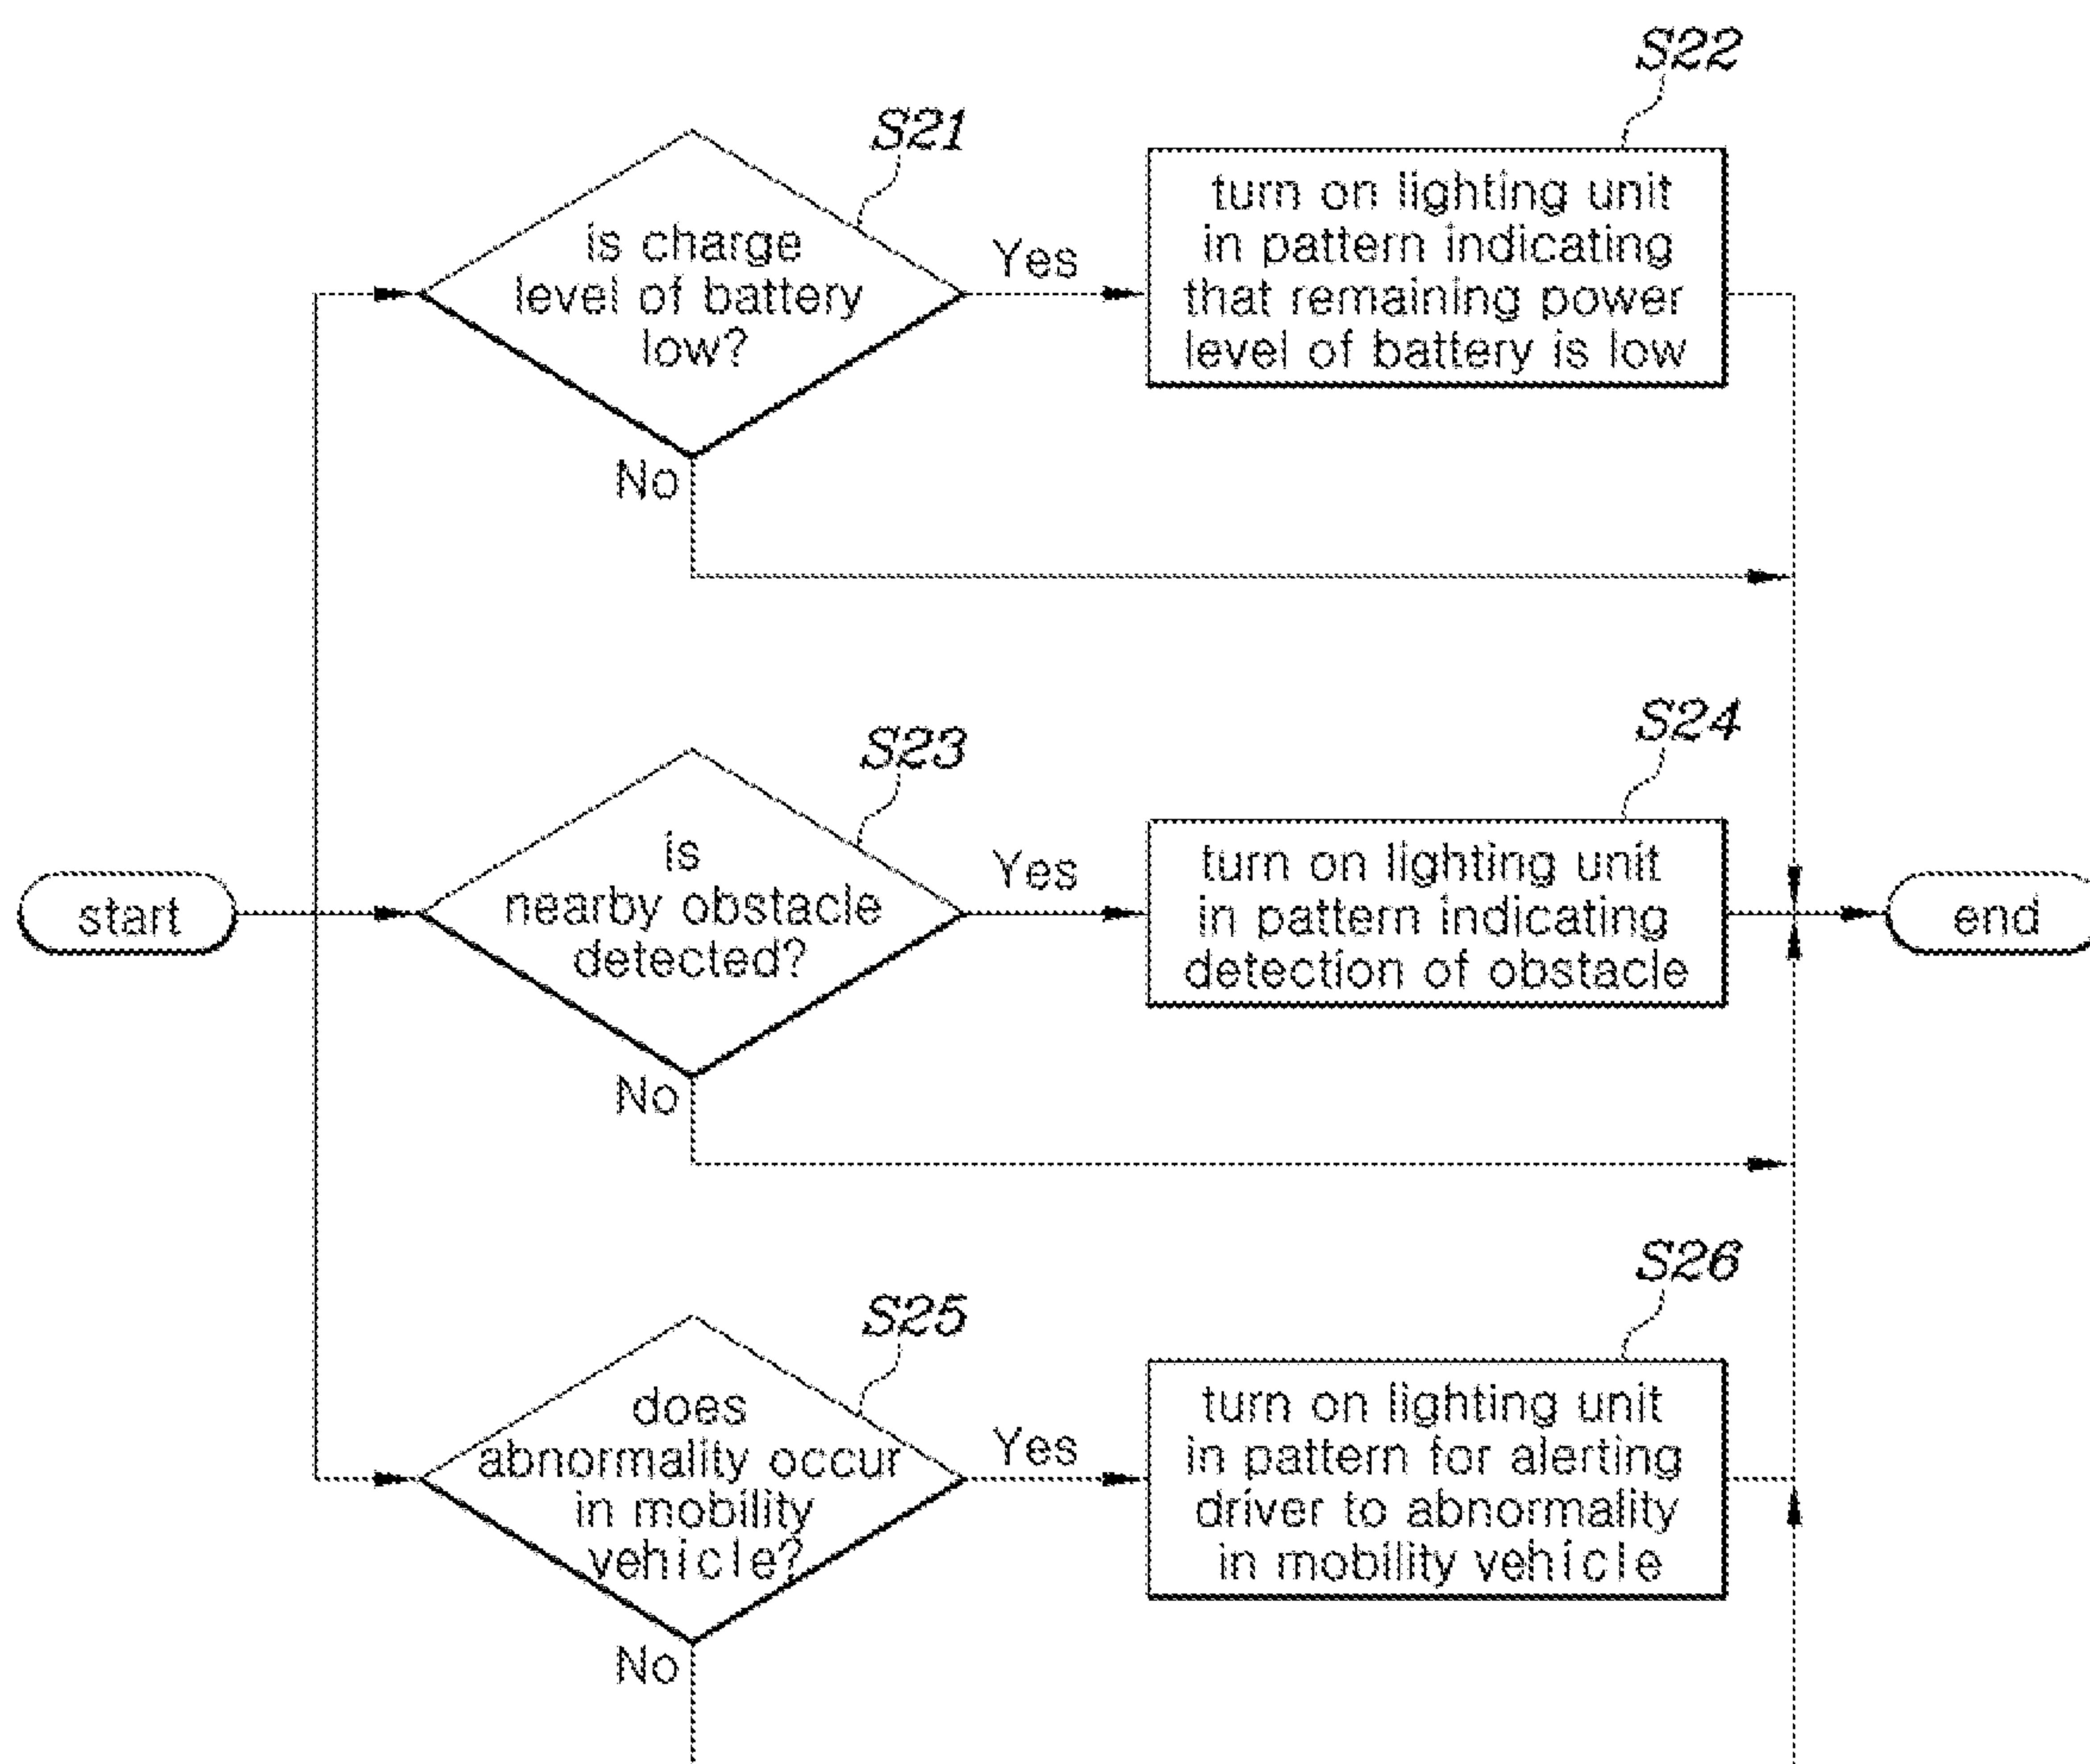 S22
S21
is charge
level of battery
low?
Yes
turn on lighting unit
in pattern indicating
that remaining power
level of battery is low
No
S24
S23
start
is
nearby obstacle
detected?
Yes
turn on lighting unit
in pattern indicating
detection of obstacle
end
No
S26
S25
does
abnormality occur
in mobility
vehicle?
Yes
turn on lighting unit
in pattern for alerting
driver to abnormality
in mobility vehicle
No